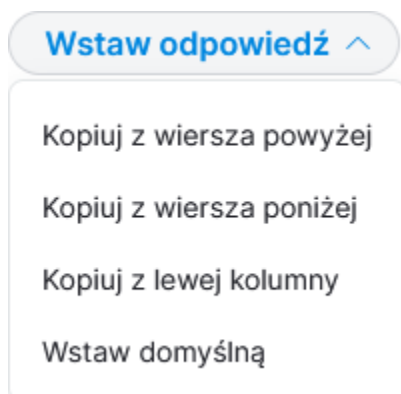 Wstaw odpowiedź
Kopiuj z wiersza powyżej
Kopiuj z wiersza poniżej
Kopiuj z lewej kolumny
Wstaw domyślną